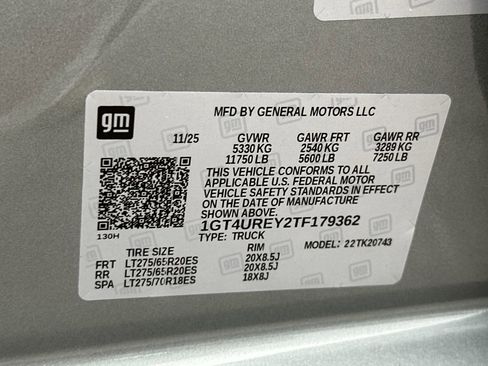 gm
MFD BY GENERAL MOTORS LLC
11/25 GVWR GAWR FRT GAWR RR
5330 KG 2540 KG 3289 KG
11750 LB 5600 LB 7250 LB
THIS VEHICLE CONFORMS TO ALL
APPLICABLE U.S. FEDERAL MOTOR
VEHICLE SAFETY STANDARDS IN EFFECT
ON THE DATE OF MANUFACTURE
SHOWN ABOVE.
1GT4UREY2TF179362
130H
TYPE: TRUCK MODEL: 22TK20743
TIRE SIZE RIM
FRT LT275/65R20ES 20X8.5J
RR LT275/65R20ES 20X8.5J
SPA LT275/70R18ES 18X8J